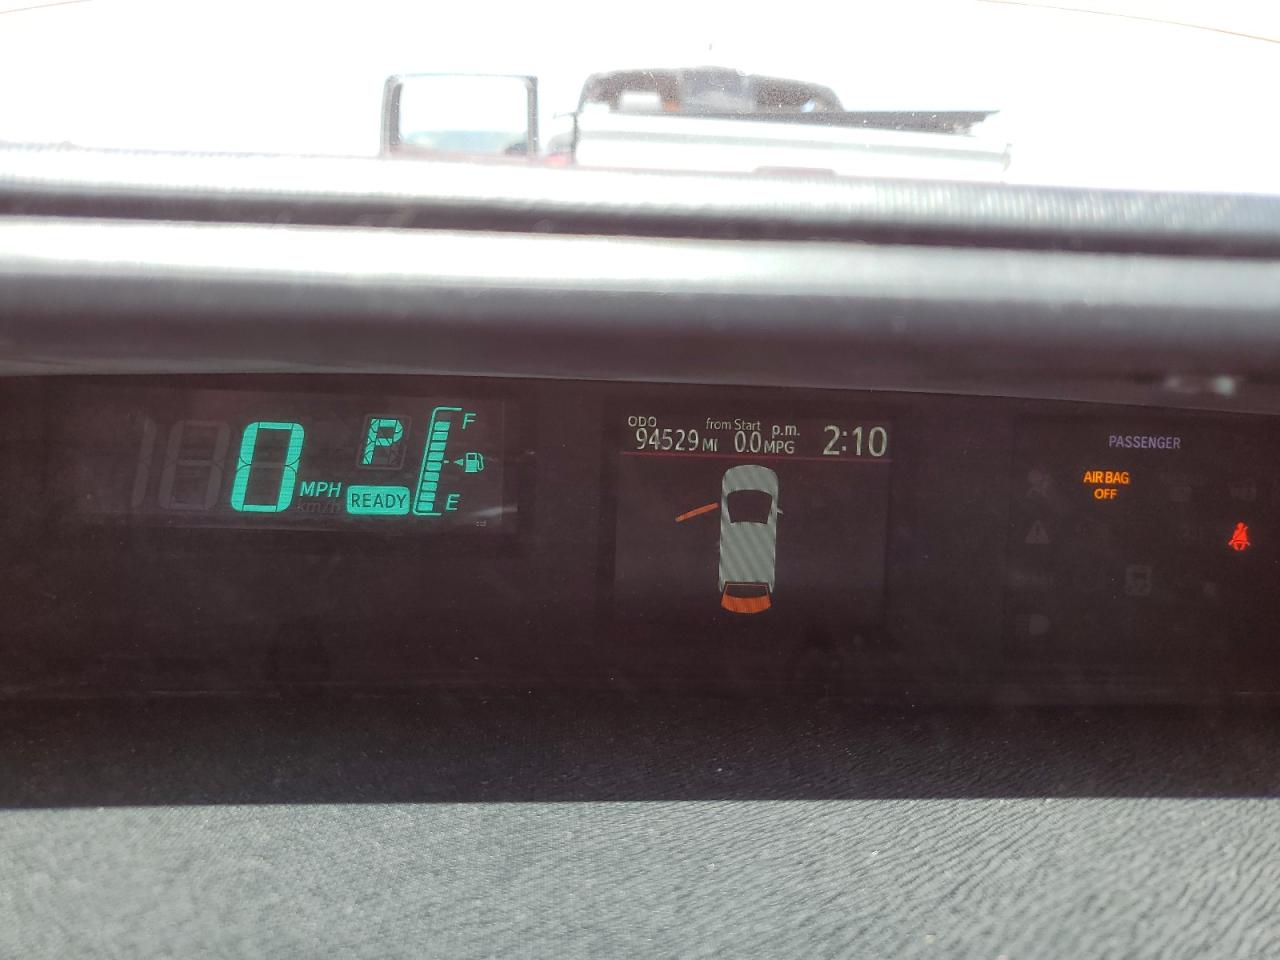 0 MPH
km/h
P
READY
F
E
ODO
94529 MI
from Start
0.0 MPG
p.m.
2:10
PASSENGER
AIR BAG
OFF